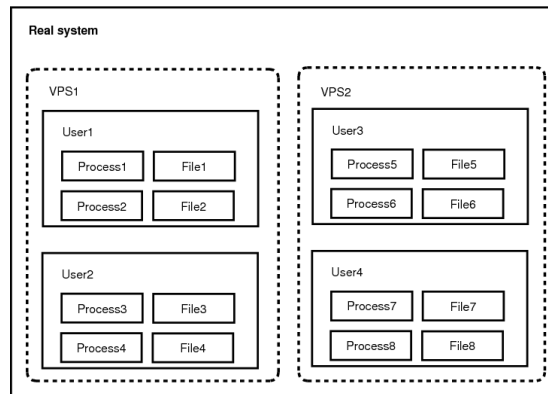 Real system
VPS1
User1
Process1
File1
Process2
File2
User2
Process3
File3
Process4
File4
VPS2
User3
Process5
File5
Process6
File6
User4
Process7
File7
Process8
File8